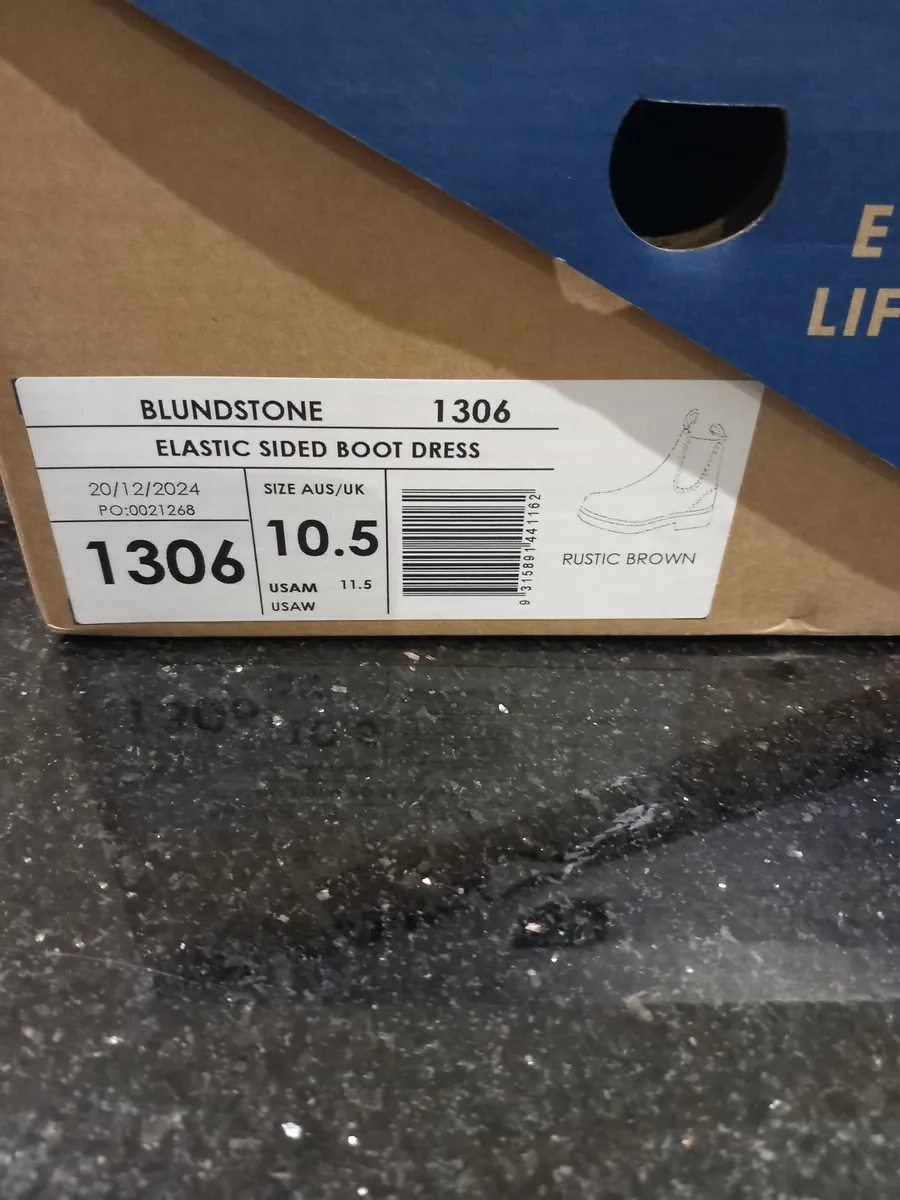 E
LIF
BLUNDSTONE 1306
ELASTIC SIDED BOOT DRESS
20/12/2024
PO:0021268
1306
SIZE AUS/UK
10.5
USAM 11.5
USAW
9 315891 441162
RUSTIC BROWN